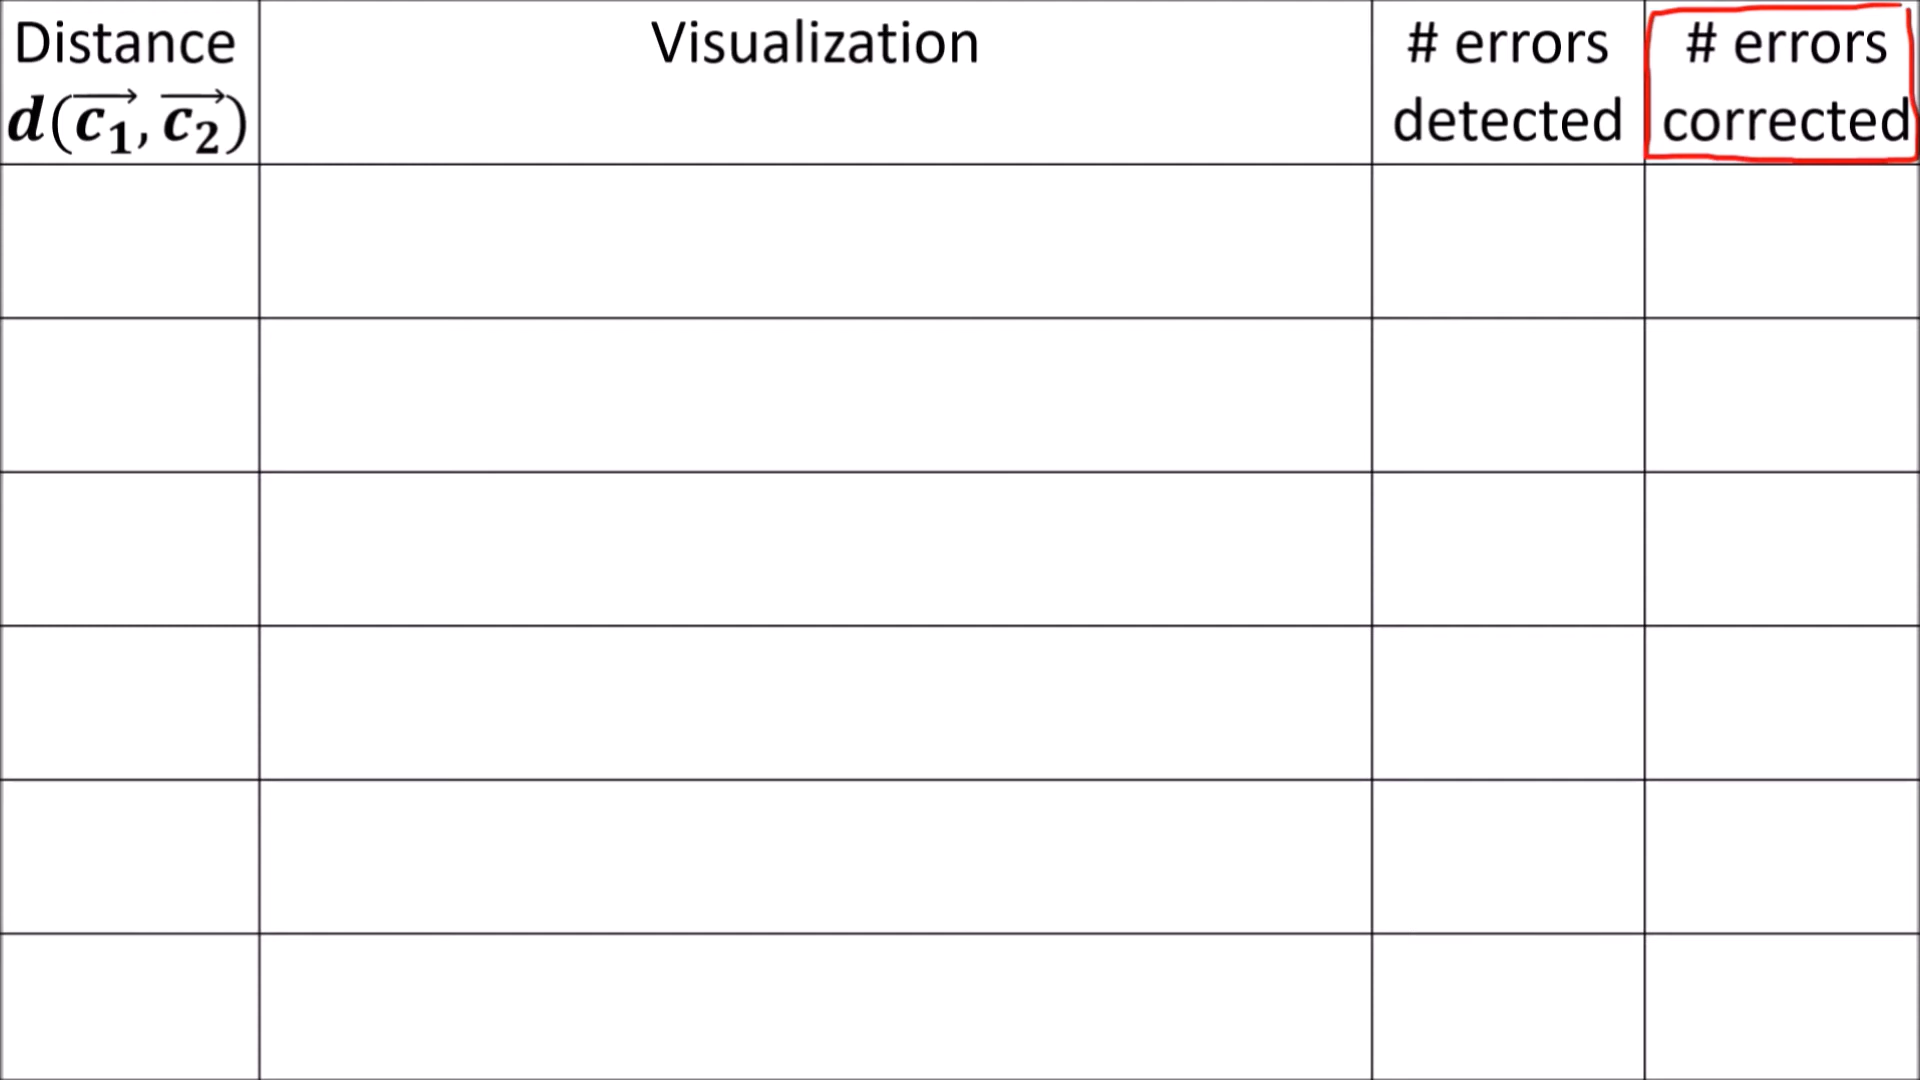 Distance
d(c₁, c₂)
Visualization
# errors
detected
# errors
corrected